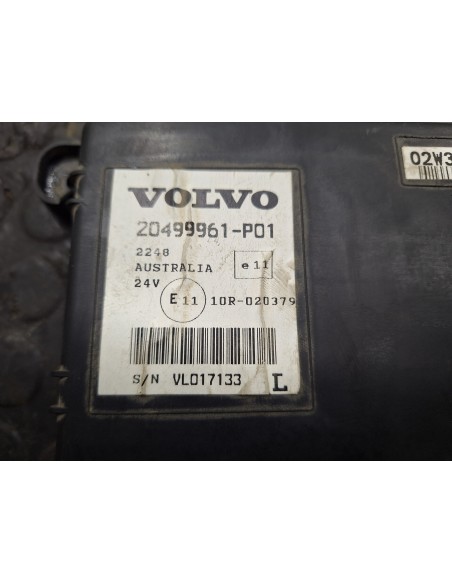 02W3
VOLVO
20499961-P01
2248
AUSTRALIA
e11
24V
E11
10R-020379
S/N VL017133
L